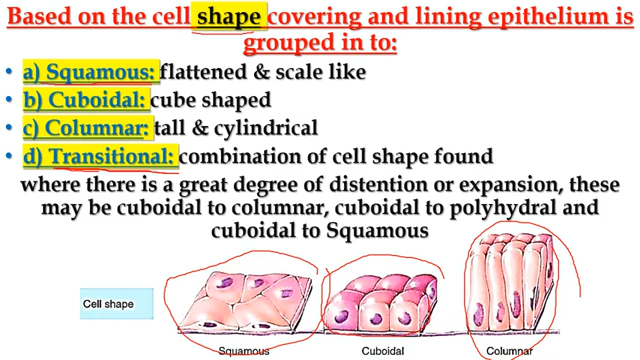 Based on the cell shape covering and lining epithelium is
grouped in to:
• a) Squamous: flattened & scale like
• b) Cuboidal: cube shaped
• c) Columnar: tall & cylindrical
• d) Transitional: combination of cell shape found
where there is a great degree of distention or expansion, these
may be cuboidal to columnar, cuboidal to polyhydral and
cuboidal to Squamous
Cell shape
Squamous Cuboidal Columnar